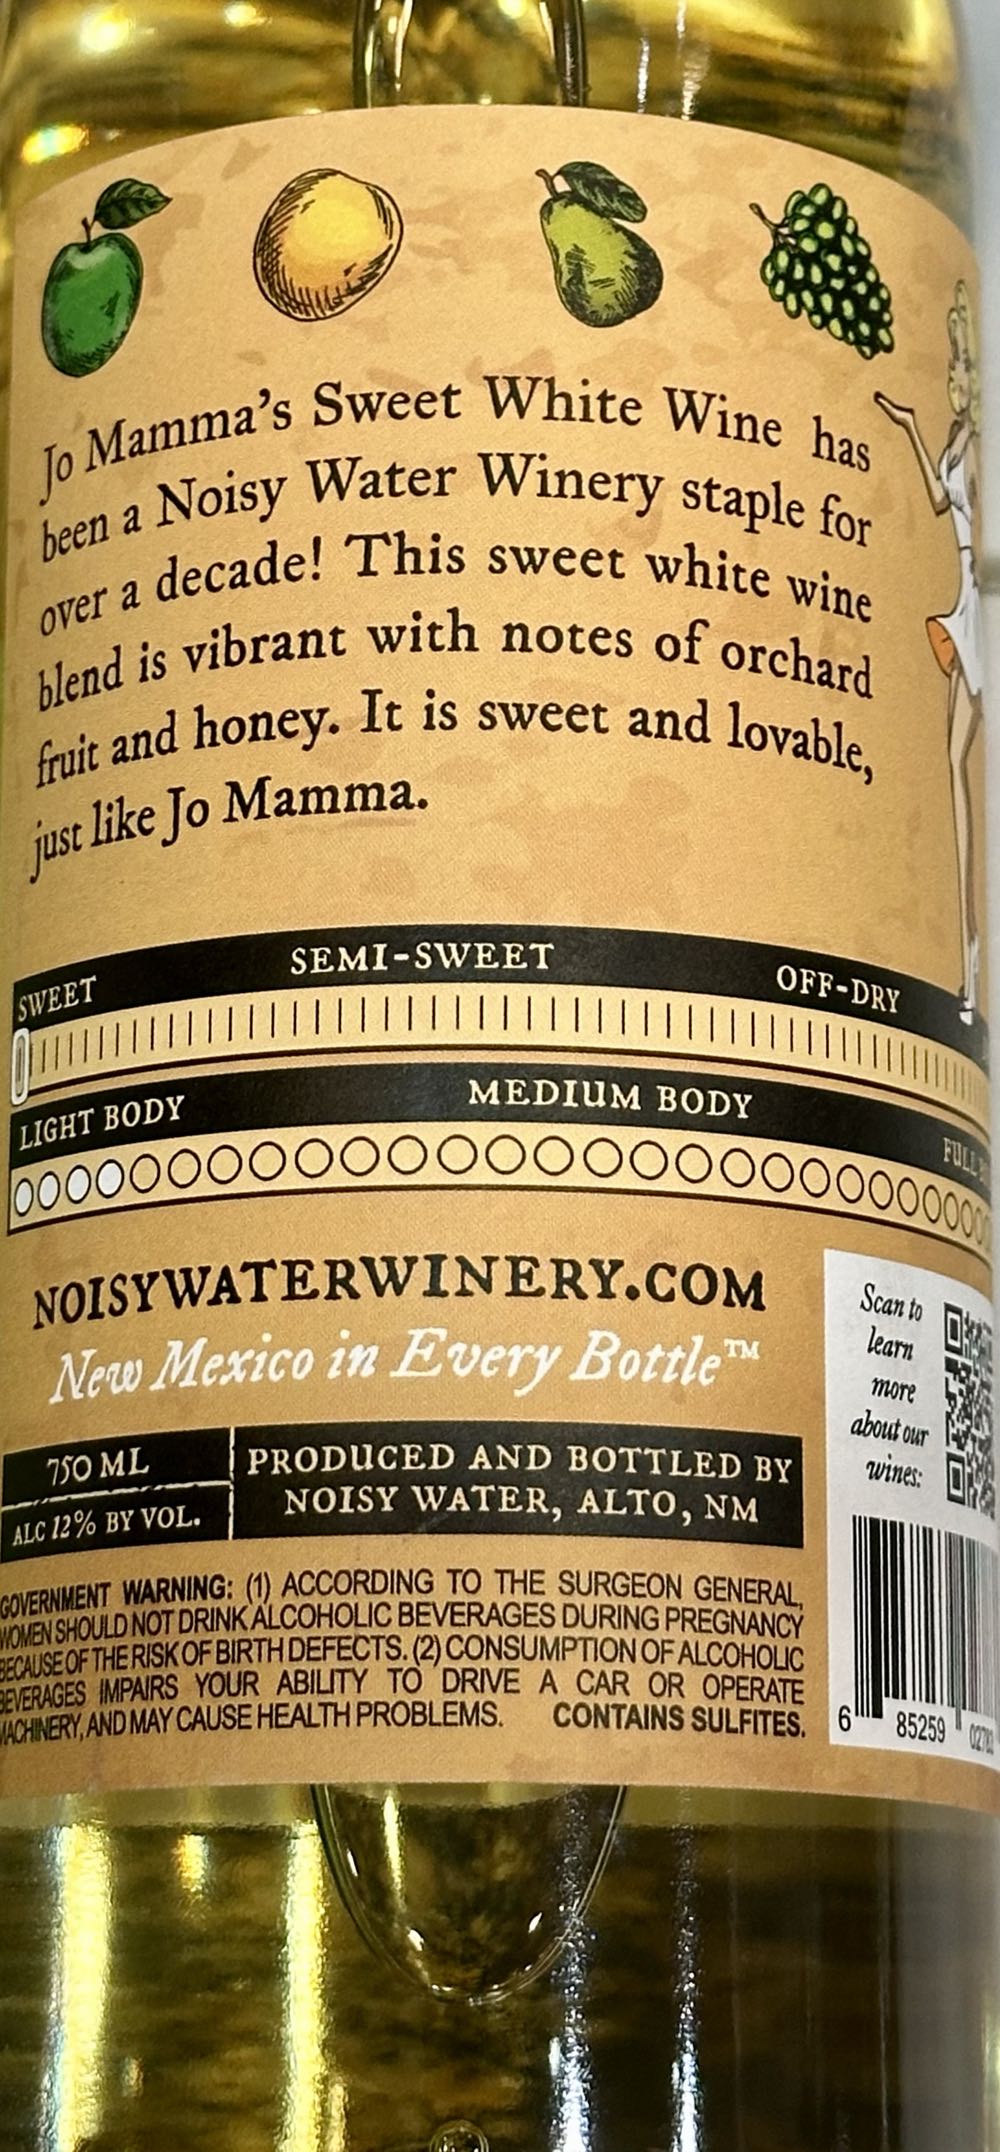 Jo Mamma's Sweet White Wine has
been a Noisy Water Winery staple for
over a decade! This sweet white wine
blend is vibrant with notes of orchard
fruit and honey. It is sweet and lovable,
just like Jo Mamma.
SWEET SEMI-SWEET OFF-DRY
LIGHT BODY MEDIUM BODY FULL
NOISYWATERWINERY.COM
New Mexico in Every Bottle™
Scan to
learn
more
about our
wines:
750 ML
ALC 12% BY VOL.
PRODUCED AND BOTTLED BY
NOISY WATER, ALTO, NM
GOVERNMENT WARNING: (1) ACCORDING TO THE SURGEON GENERAL,
WOMEN SHOULD NOT DRINK ALCOHOLIC BEVERAGES DURING PREGNANCY
BECAUSE OF THE RISK OF BIRTH DEFECTS. (2) CONSUMPTION OF ALCOHOLIC
BEVERAGES IMPAIRS YOUR ABILITY TO DRIVE A CAR OR OPERATE
MACHINERY, AND MAY CAUSE HEALTH PROBLEMS. CONTAINS SULFITES.
6 85259